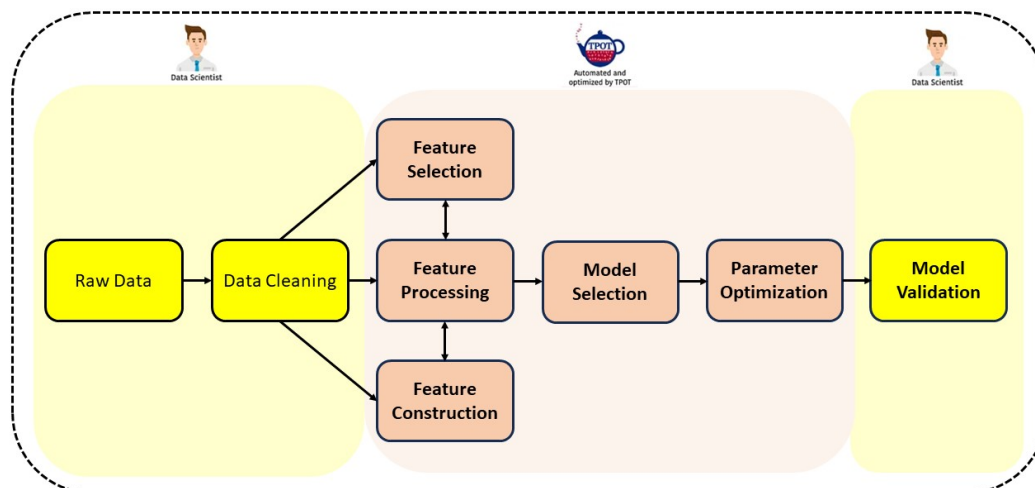 Data Scientist
TPOT
Automated and
optimized by TPOT
Data Scientist
Feature
Selection
Raw Data
Data Cleaning
Feature
Processing
Model
Selection
Parameter
Optimization
Model
Validation
Feature
Construction